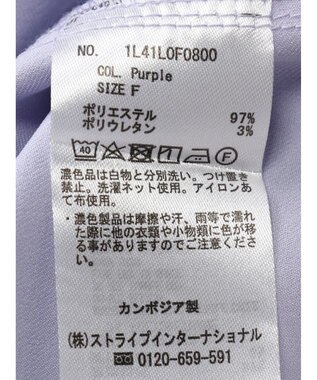 NO. 1L41L0F0800
COL. Purple
SIZE F
ポリエステル 97%
ポリウレタン 3%
40 F
濃色品は白物と分別洗い。つけ置き
禁止。洗濯ネット使用。アイロンあ
て布使用。
・濃色製品は摩擦や汗、雨等で濡れ
た際に他の衣類や小物類に色が移
る事がありますのでご注意くださ
い。
カンボジア製
(株)ストライプインターナショナル
0120-659-591